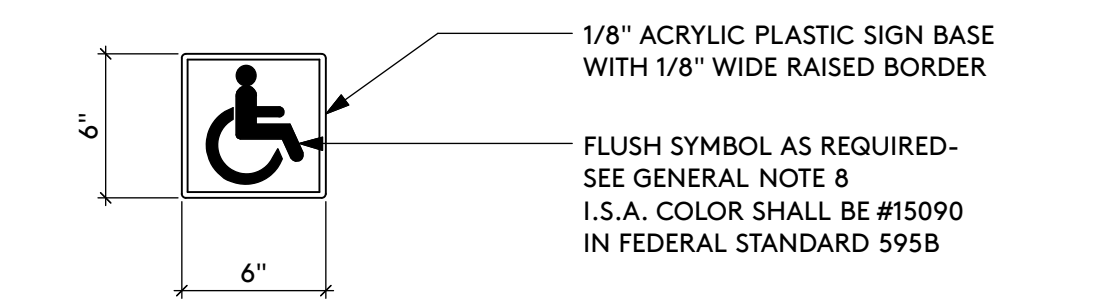 1/8" ACRYLIC PLASTIC SIGN BASE
WITH 1/8" WIDE RAISED BORDER
6"
FLUSH SYMBOL AS REQUIRED-
SEE GENERAL NOTE 8
I.S.A. COLOR SHALL BE #15090
IN FEDERAL STANDARD 595B
6"